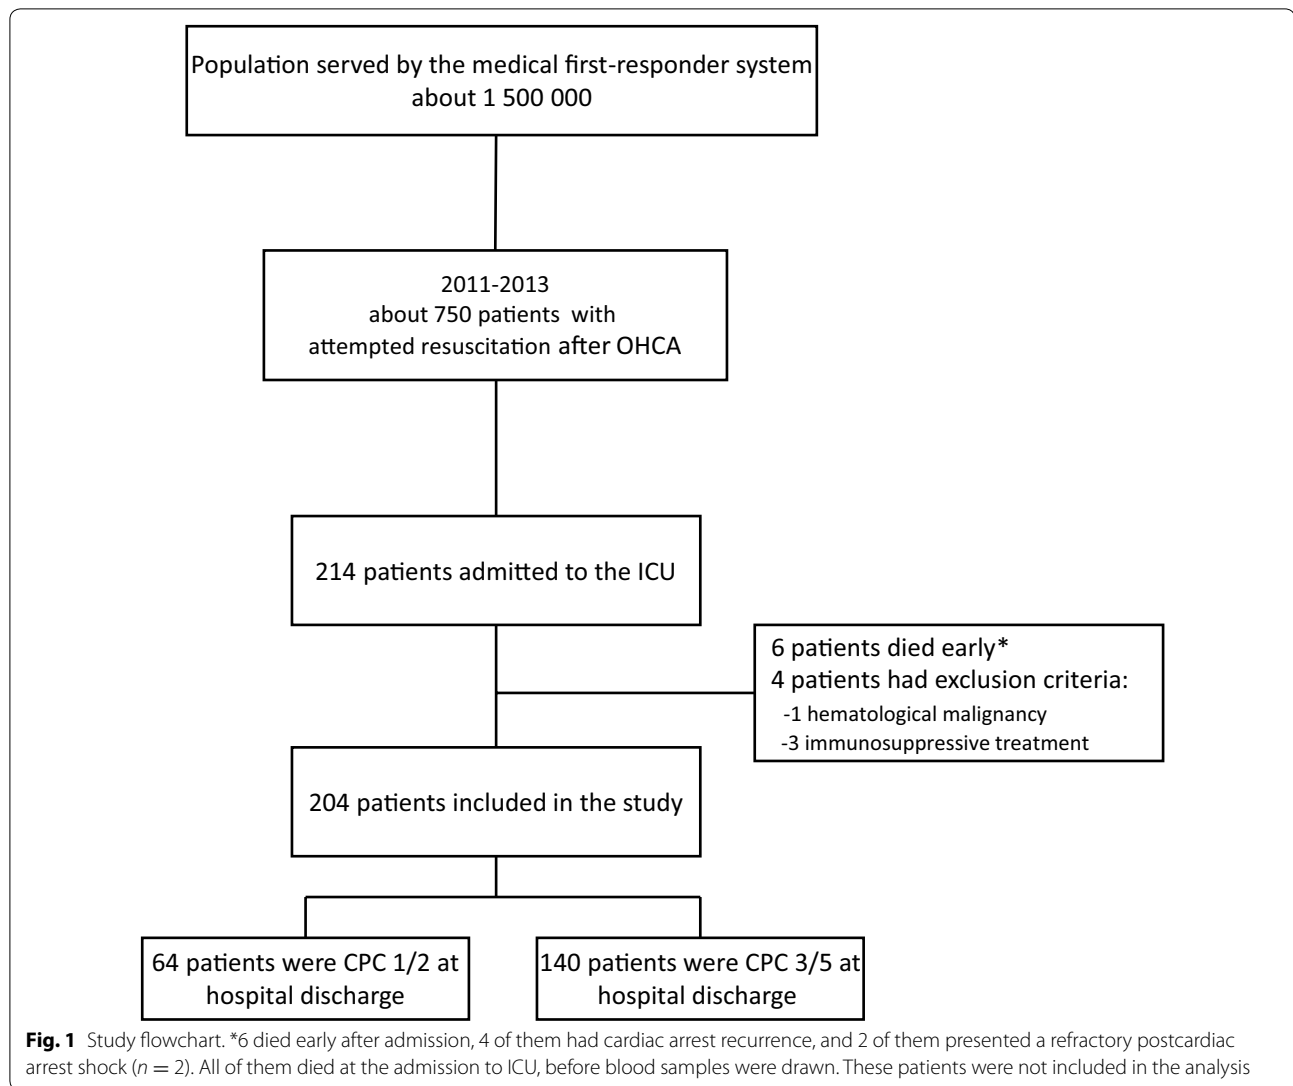 Population served by the medical first-responder system
about 1 500 000
2011-2013
about 750 patients with
attempted resuscitation after OHCA
214 patients admitted to the ICU
6 patients died early*
4 patients had exclusion criteria:
-1 hematological malignancy
-3 immunosuppressive treatment
204 patients included in the study
64 patients were CPC 1/2 at
hospital discharge
140 patients were CPC 3/5 at
hospital discharge
Fig. 1 Study flowchart. *6 died early after admission, 4 of them had cardiac arrest recurrence, and 2 of them presented a refractory postcardiac
arrest shock (n = 2). All of them died at the admission to ICU, before blood samples were drawn. These patients were not included in the analysis